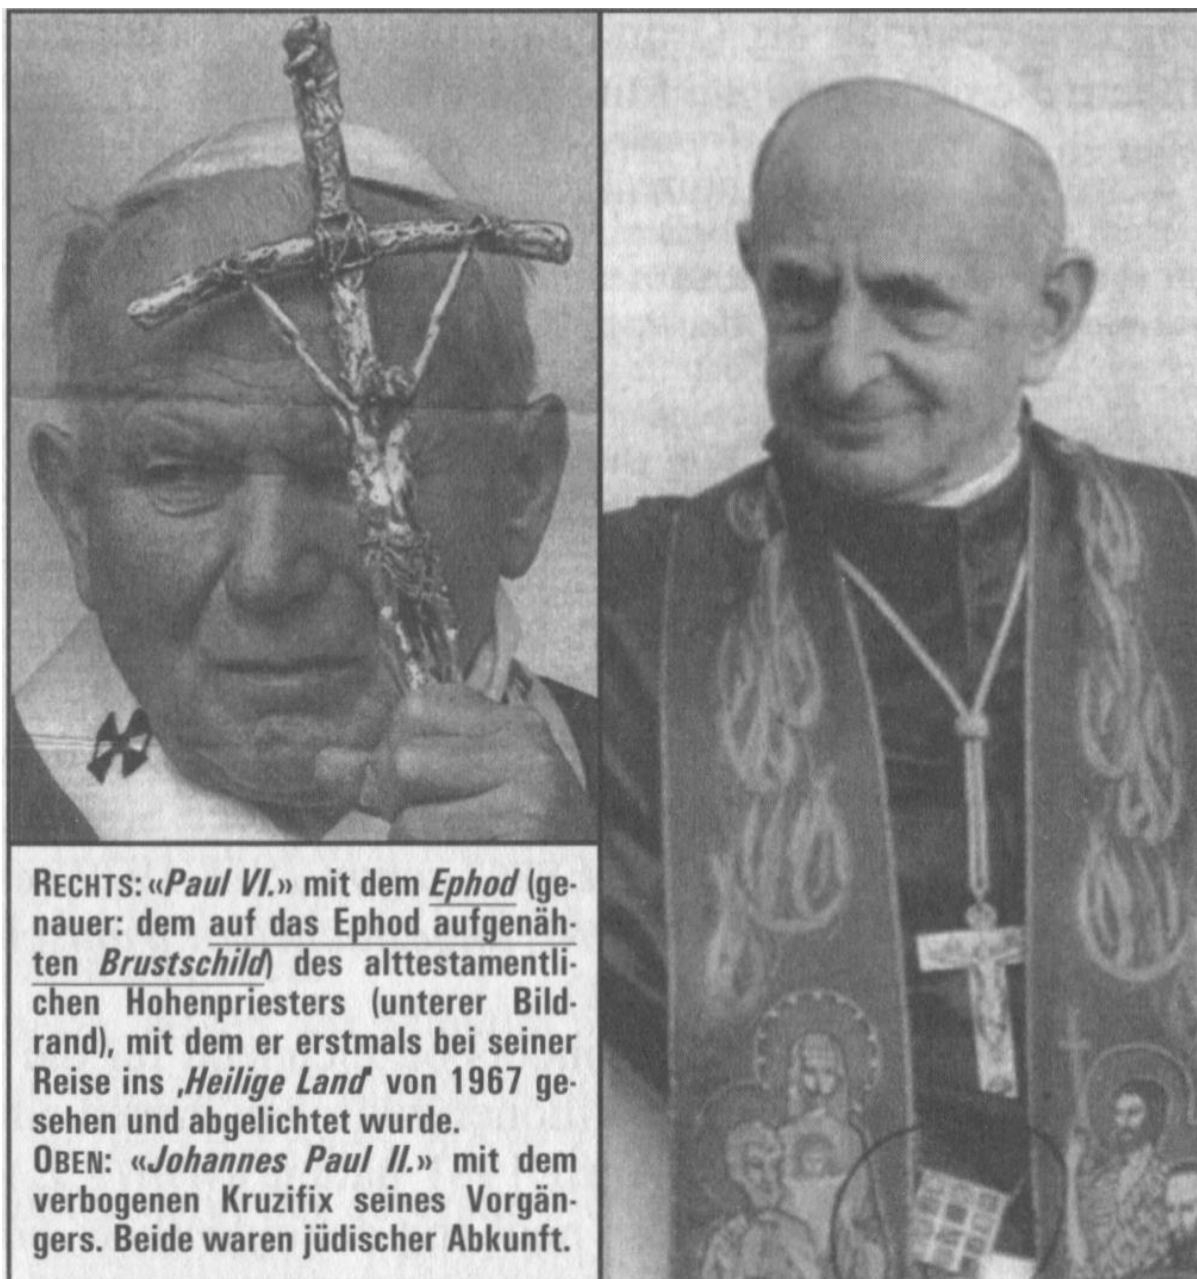 RECHTS: «Paul VI.» mit dem Ephod (ge-
nauer: dem auf das Ephod aufgenäh-
ten Brustschild) des alttestamentli-
chen Hohenpriesters (unterer Bild-
rand), mit dem er erstmals bei seiner
Reise ins ‚Heilige Land‘ von 1967 ge-
sehen und abgelichtet wurde.
OBEN: «Johannes Paul II.» mit dem
verbogenen Kruzifix seines Vorgän-
gers. Beide waren jüdischer Abkunft.